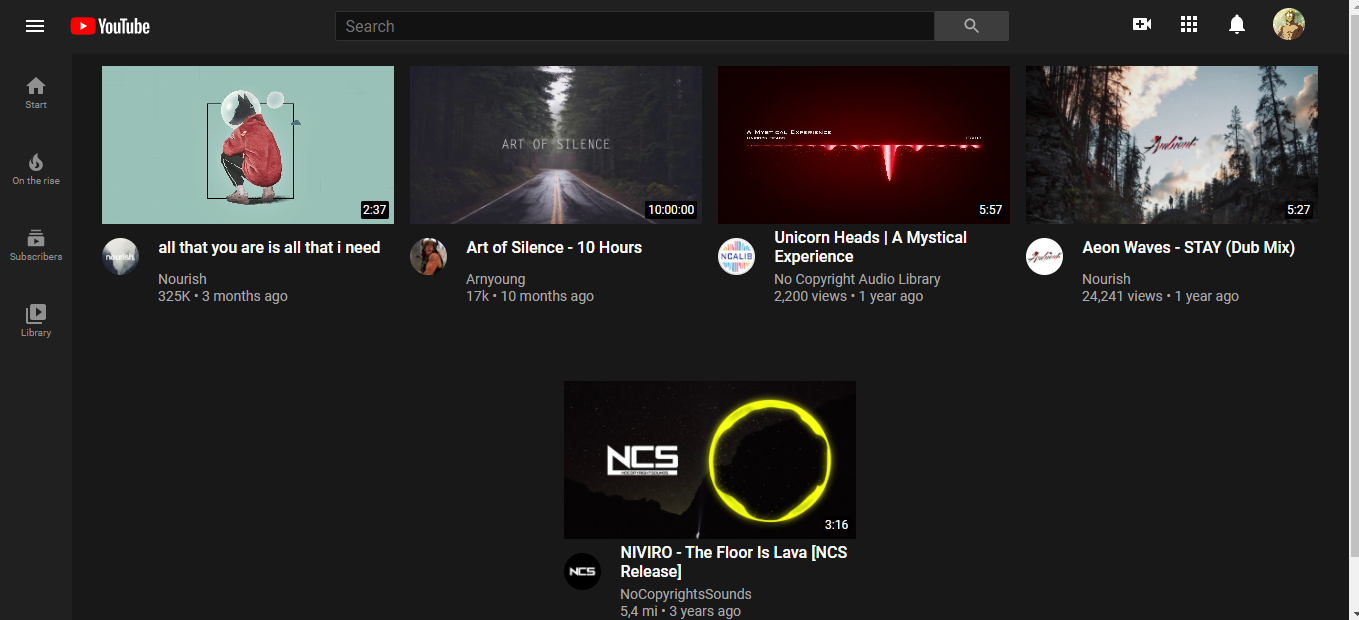 YouTube
Search
Start
On the rise
Subscribers
Library
2:37
ART OF SILENCE
10:00:00
A MYSTICAL EXPERIENCE
UNICORN HEADS
5:57
Ambient
5:27
nourish.
all that you are is all that i need
Nourish
325K • 3 months ago
Art of Silence - 10 Hours
Arnyoung
17k • 10 months ago
NCALIB
Unicorn Heads | A Mystical
Experience
No Copyright Audio Library
2,200 views • 1 year ago
Ambient
Aeon Waves - STAY (Dub Mix)
Nourish
24,241 views • 1 year ago
NCS
NOCOPYRIGHTSOUNDS
3:16
NCS
NIVIRO - The Floor Is Lava [NCS
Release]
NoCopyrightsSounds
5,4 mi • 3 years ago